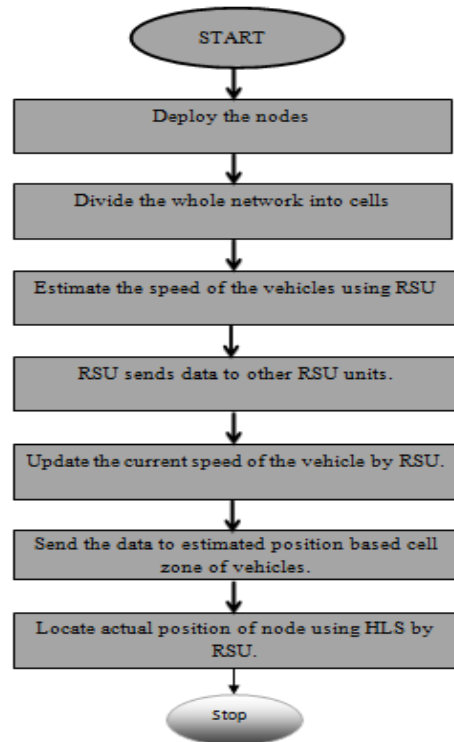 START
Deploy the nodes
Divide the whole network into cells
Estimate the speed of the vehicles using RSU
RSU sends data to other RSU units.
Update the current speed of the vehicle by RSU.
Send the data to estimated position based cell
zone of vehicles.
Locate actual position of node using HLS by
RSU.
Stop